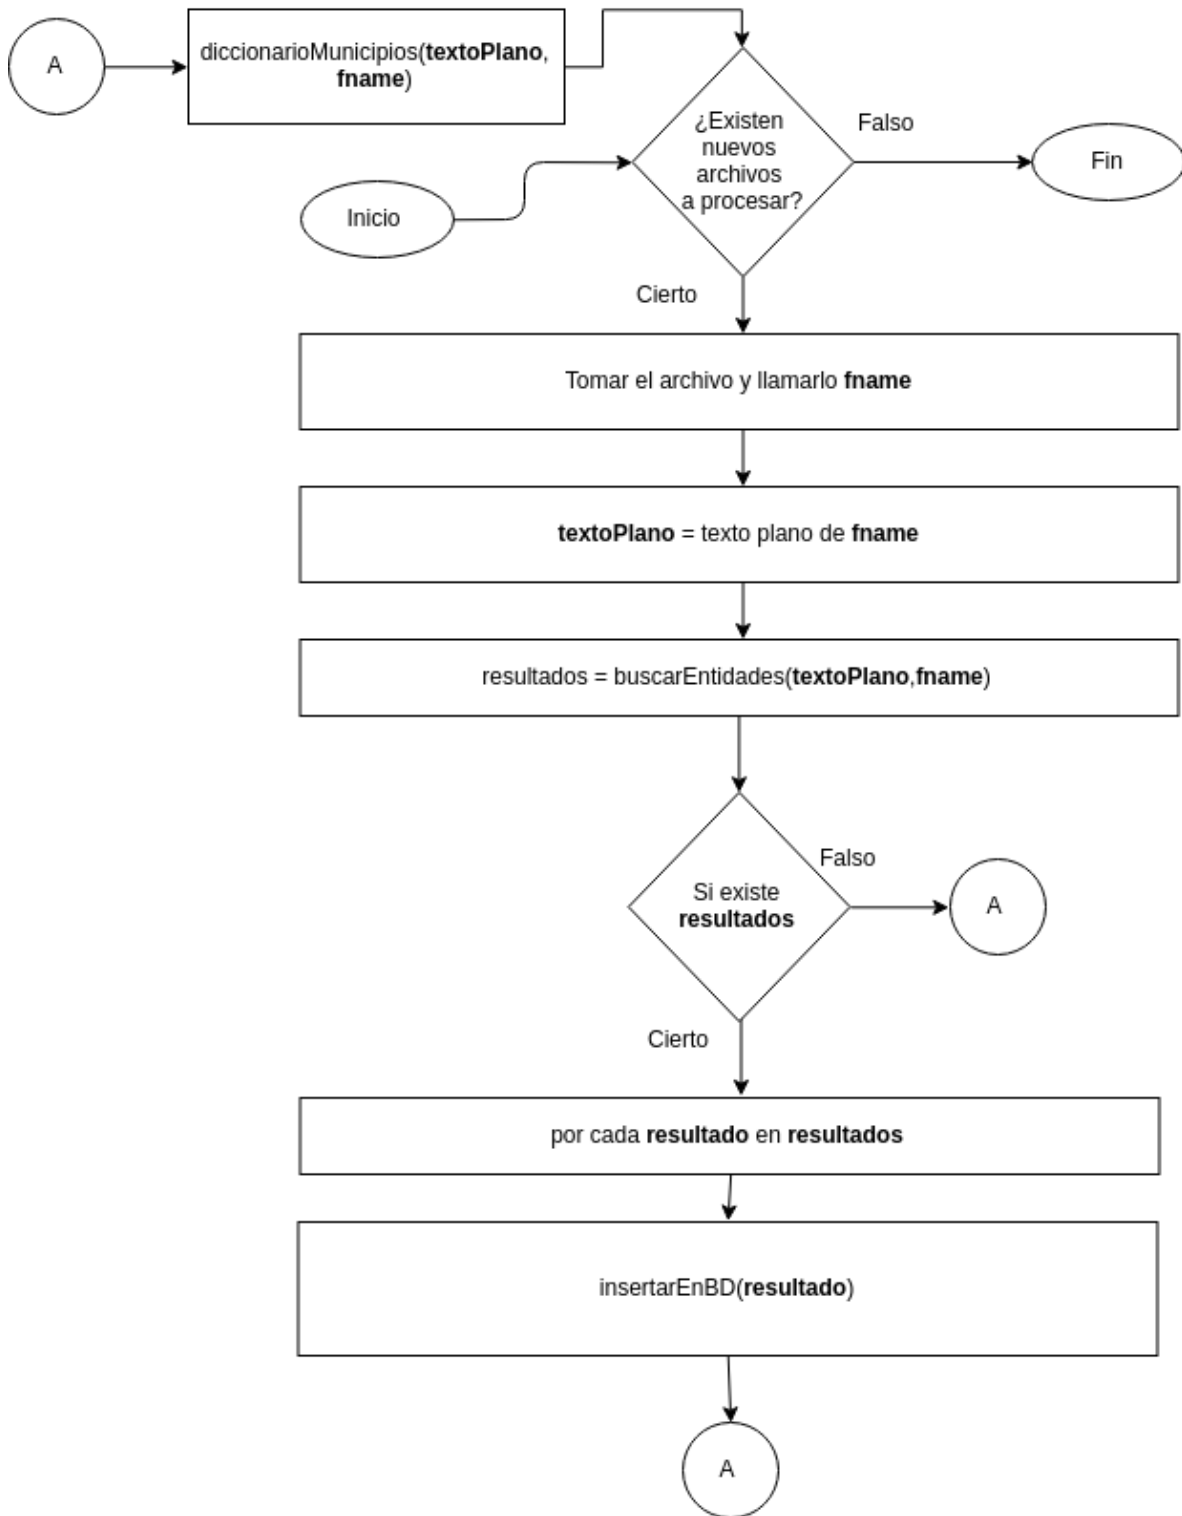 A
diccionarioMunicipios(textoPlano,
fname)
¿Existen
nuevos
archivos
a procesar?
Falso
Fin
Inicio
Cierto
Tomar el archivo y llamarlo fname
textoPlano = texto plano de fname
resultados = buscarEntidades(textoPlano,fname)
Si existe
resultados
Falso
A
Cierto
por cada resultado en resultados
insertarEnBD(resultado)
A